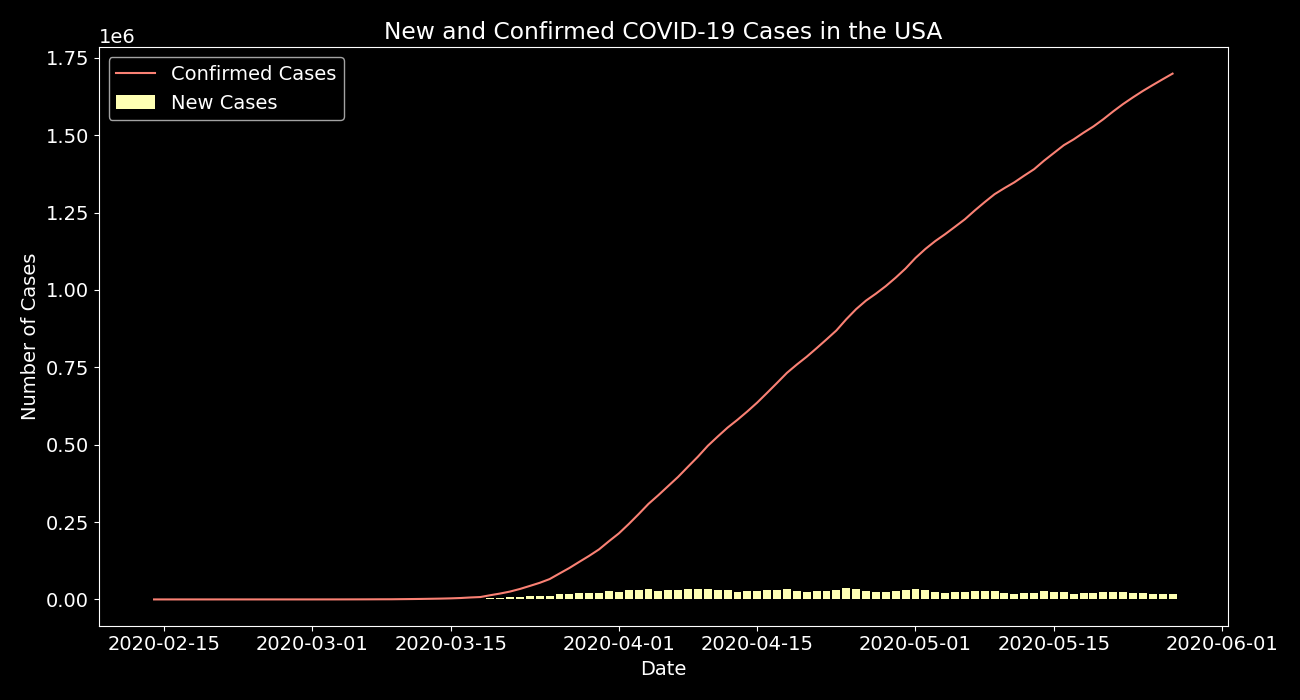 New and Confirmed COVID-19 Cases in the USA
1e6
Confirmed Cases
New Cases
1.75
1.50
1.25
1.00
0.75
0.50
0.25
0.00
Number of Cases
2020-02-15 2020-03-01 2020-03-15 2020-04-01 2020-04-15 2020-05-01 2020-05-15 2020-06-01
Date